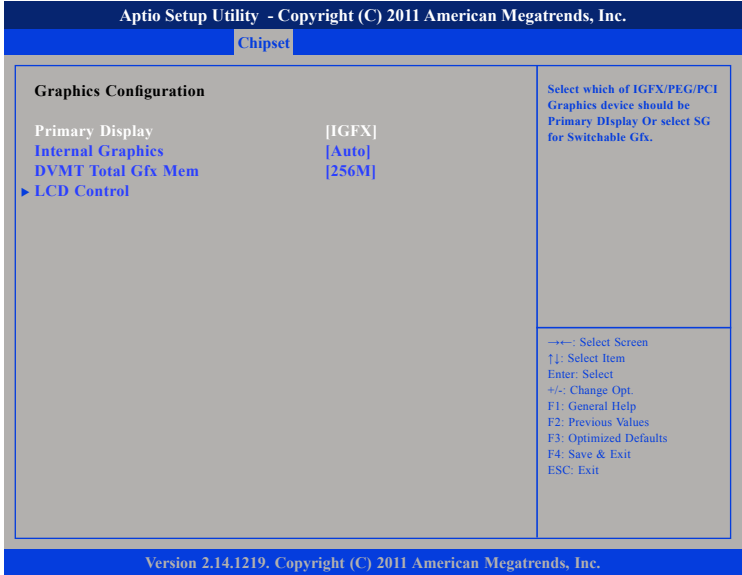 Aptio Setup Utility - Copyright (C) 2011 American Megatrends, Inc.
Chipset
Graphics Configuration
Primary Display [IGFX]
Internal Graphics [Auto]
DVMT Total Gfx Mem [256M]
▶ LCD Control
Select which of IGFX/PEG/PCI
Graphics device should be
Primary DIsplay Or select SG
for Switchable Gfx.
→←: Select Screen
↑↓: Select Item
Enter: Select
+/-: Change Opt.
F1: General Help
F2: Previous Values
F3: Optimized Defaults
F4: Save & Exit
ESC: Exit
Version 2.14.1219. Copyright (C) 2011 American Megatrends, Inc.